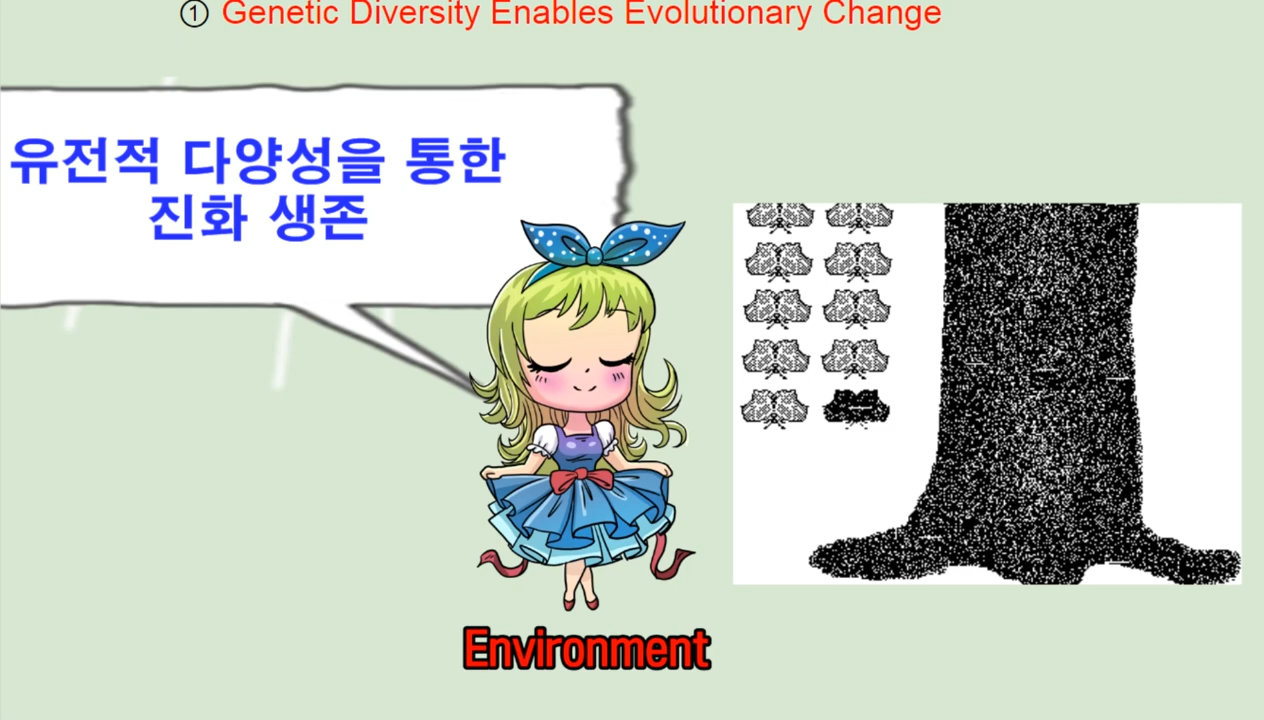 ① Genetic Diversity Enables Evolutionary Change
유전적 다양성을 통한
진화 생존
Environment